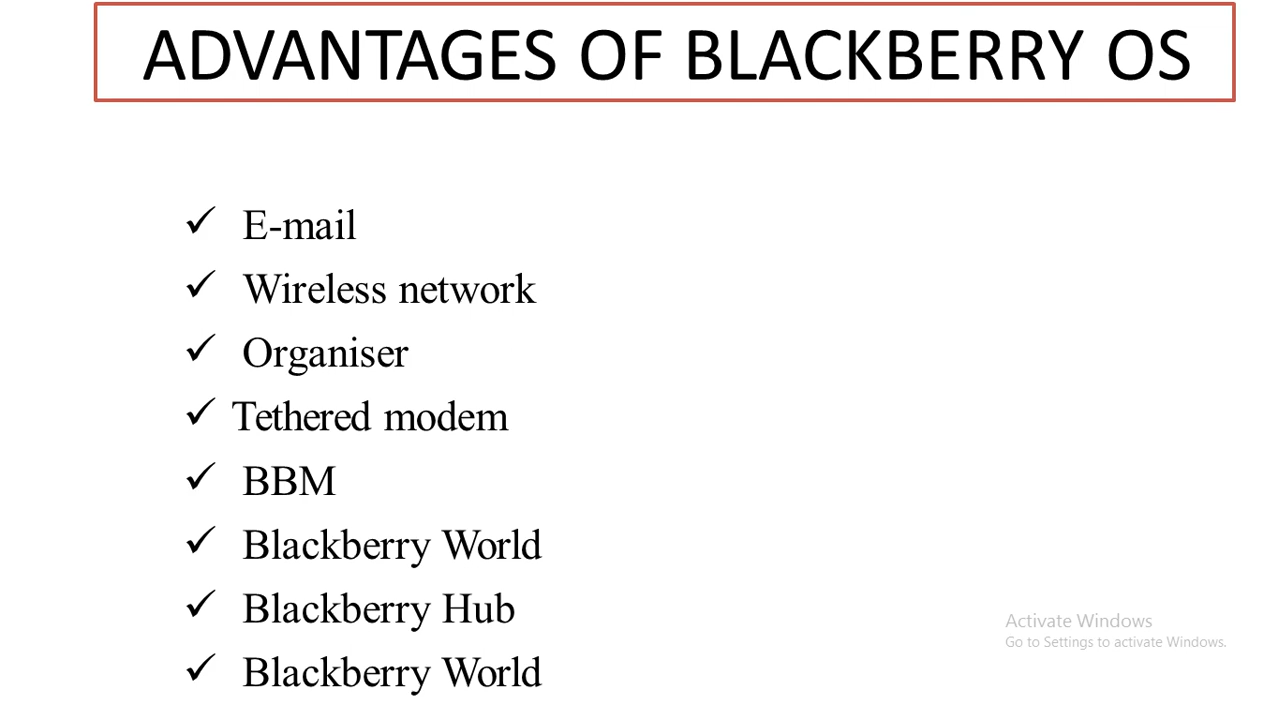 ADVANTAGES OF BLACKBERRY OS
✓ E-mail
✓ Wireless network
✓ Organiser
✓ Tethered modem
✓ BBM
✓ Blackberry World
✓ Blackberry Hub
✓ Blackberry World
Activate Windows
Go to Settings to activate Windows.